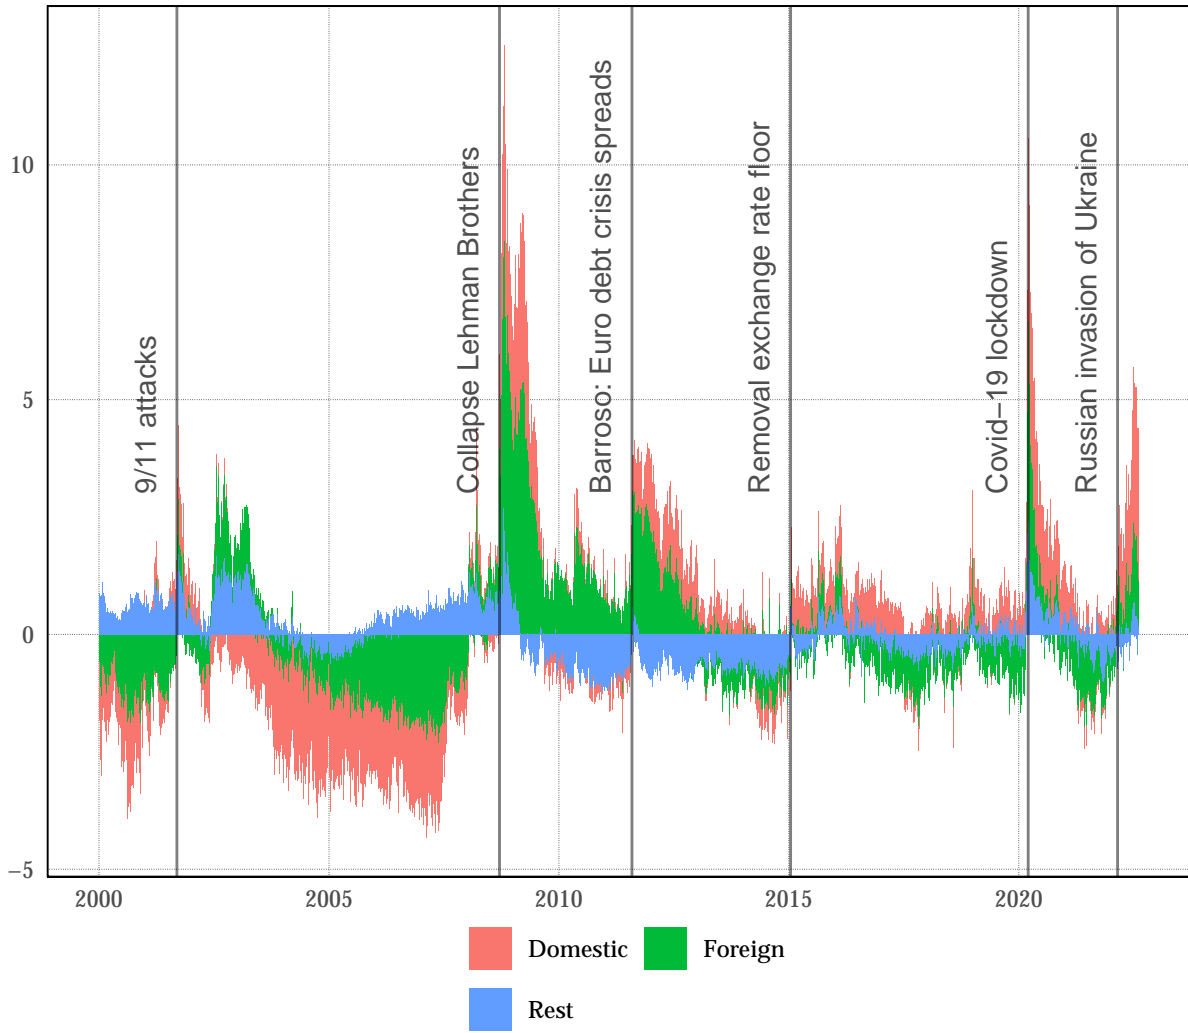 10
5
0
−5
9/11 attacks
Collapse Lehman Brothers
Barroso: Euro debt crisis spreads
Removal exchange rate floor
Covid−19 lockdown
Russian invasion of Ukraine
2000 2005 2010 2015 2020
Domestic Foreign
Rest